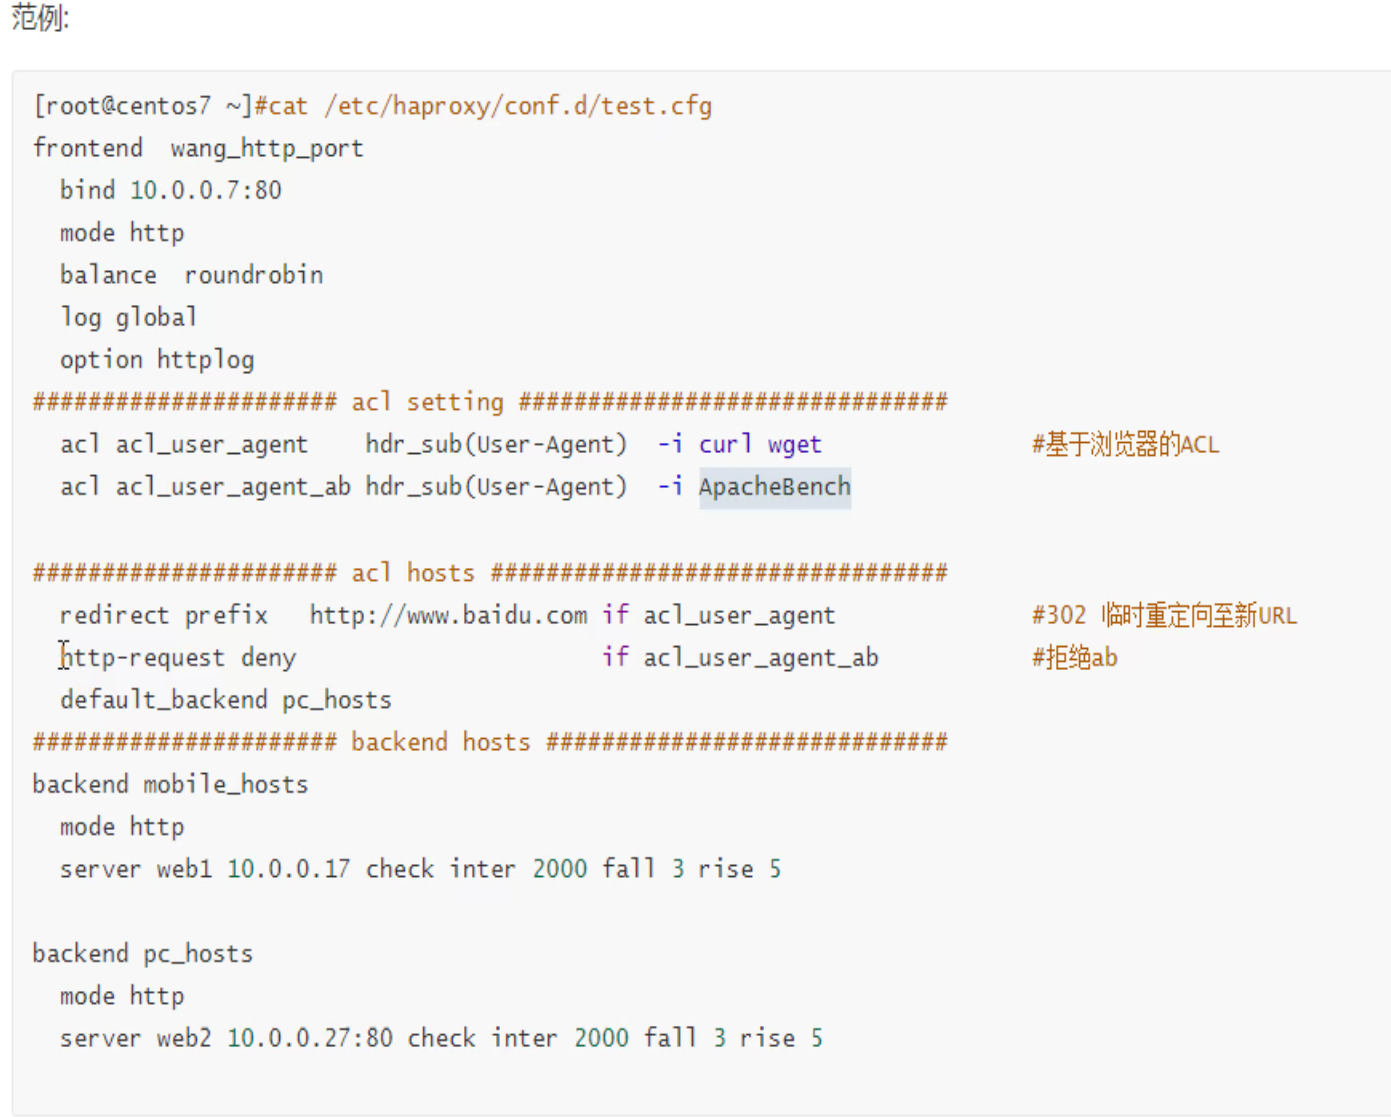 范例:
[root@centos7 ~]#cat /etc/haproxy/conf.d/test.cfg
frontend  wang_http_port
  bind 10.0.0.7:80
  mode http
  balance  roundrobin
  log global
  option httplog
###################### acl setting ###############################
  acl acl_user_agent    hdr_sub(User-Agent)  -i curl wget               #基于浏览器的ACL
  acl acl_user_agent_ab hdr_sub(User-Agent)  -i ApacheBench
###################### acl hosts #################################
  redirect prefix   http://www.baidu.com if acl_user_agent              #302 临时重定向至新URL
  http-request deny                      if acl_user_agent_ab           #拒绝ab
  default_backend pc_hosts
###################### backend hosts #############################
backend mobile_hosts
  mode http
  server web1 10.0.0.17 check inter 2000 fall 3 rise 5
backend pc_hosts
  mode http
  server web2 10.0.0.27:80 check inter 2000 fall 3 rise 5